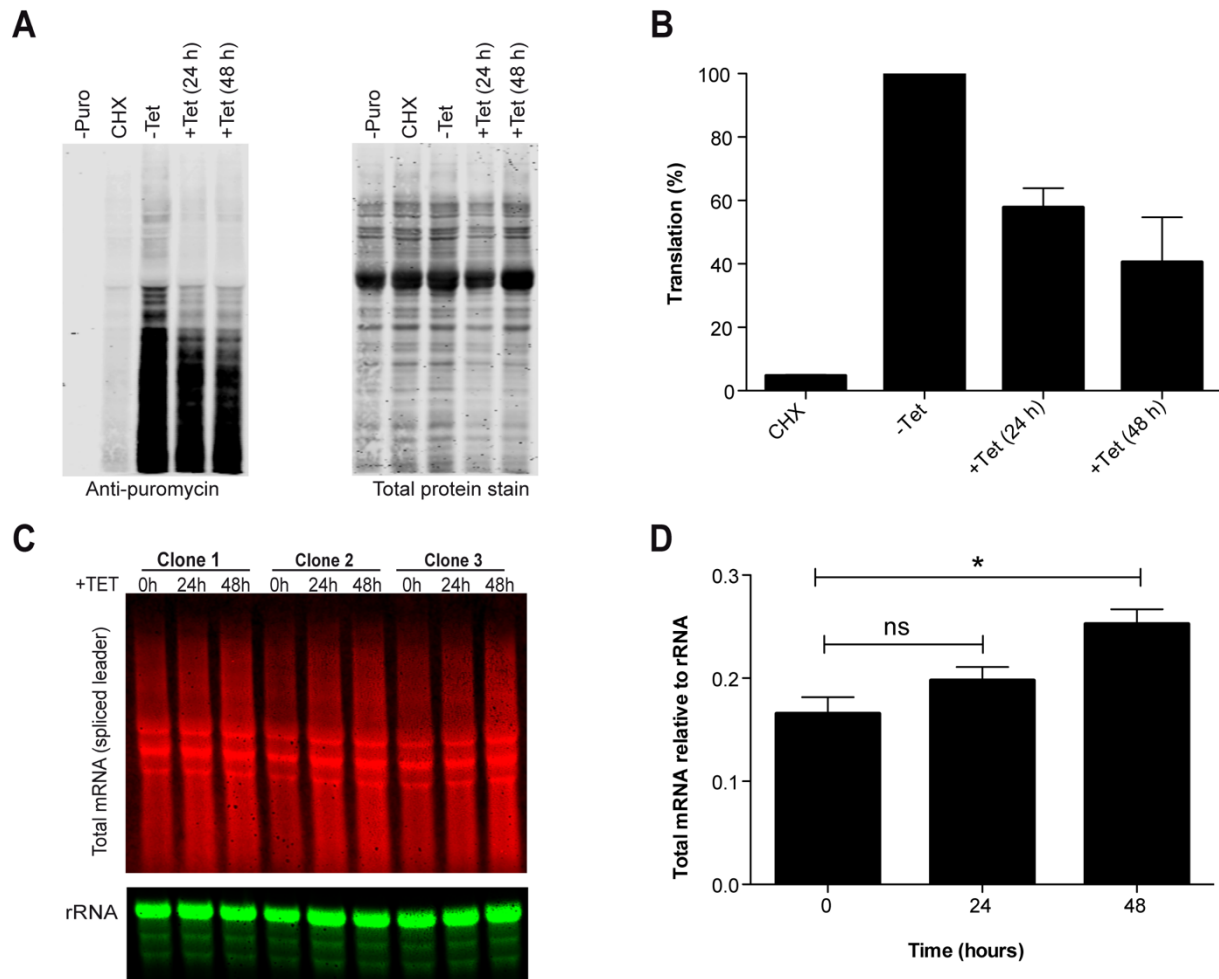 A
-Puro
CHX
-Tet
+Tet (24 h)
+Tet (48 h)
Anti-puromycin
-Puro
CHX
-Tet
+Tet (24 h)
+Tet (48 h)
Total protein stain
B
Translation (%)
100
80
60
40
20
0
CHX
-Tet
+Tet (24 h)
+Tet (48 h)
C
Clone 1 Clone 2 Clone 3
+TET 0h 24h 48h 0h 24h 48h 0h 24h 48h
Total mRNA (spliced leader)
rRNA
D
Total mRNA relative to rRNA
0.3
0.2
0.1
0.0
*
ns
0 24 48
Time (hours)